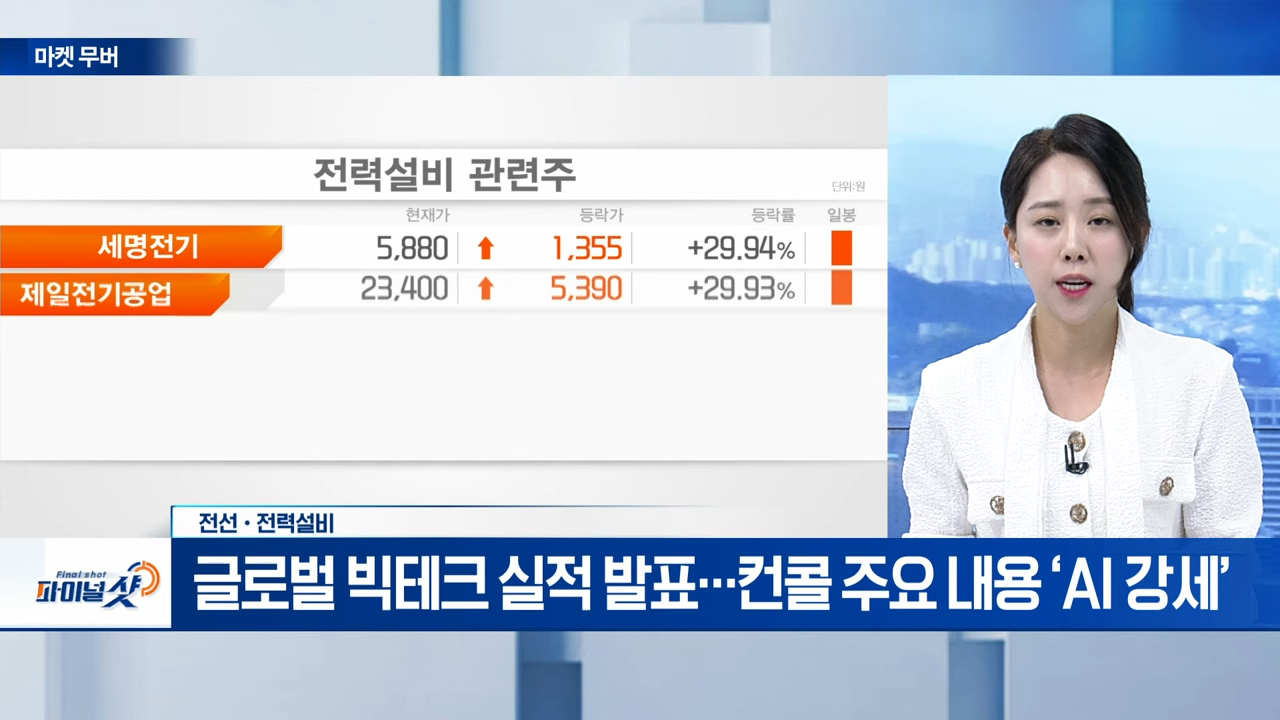 마켓 무버
전력설비 관련주
단위:원
현재가 등락가 등락률 일봉
세명전기 5,880 1,355 +29.94%
제일전기공업 23,400 5,390 +29.93%
전선·전력설비
Final shot
파이널샷
글로벌 빅테크 실적 발표…컨콜 주요 내용 ‘AI 강세’